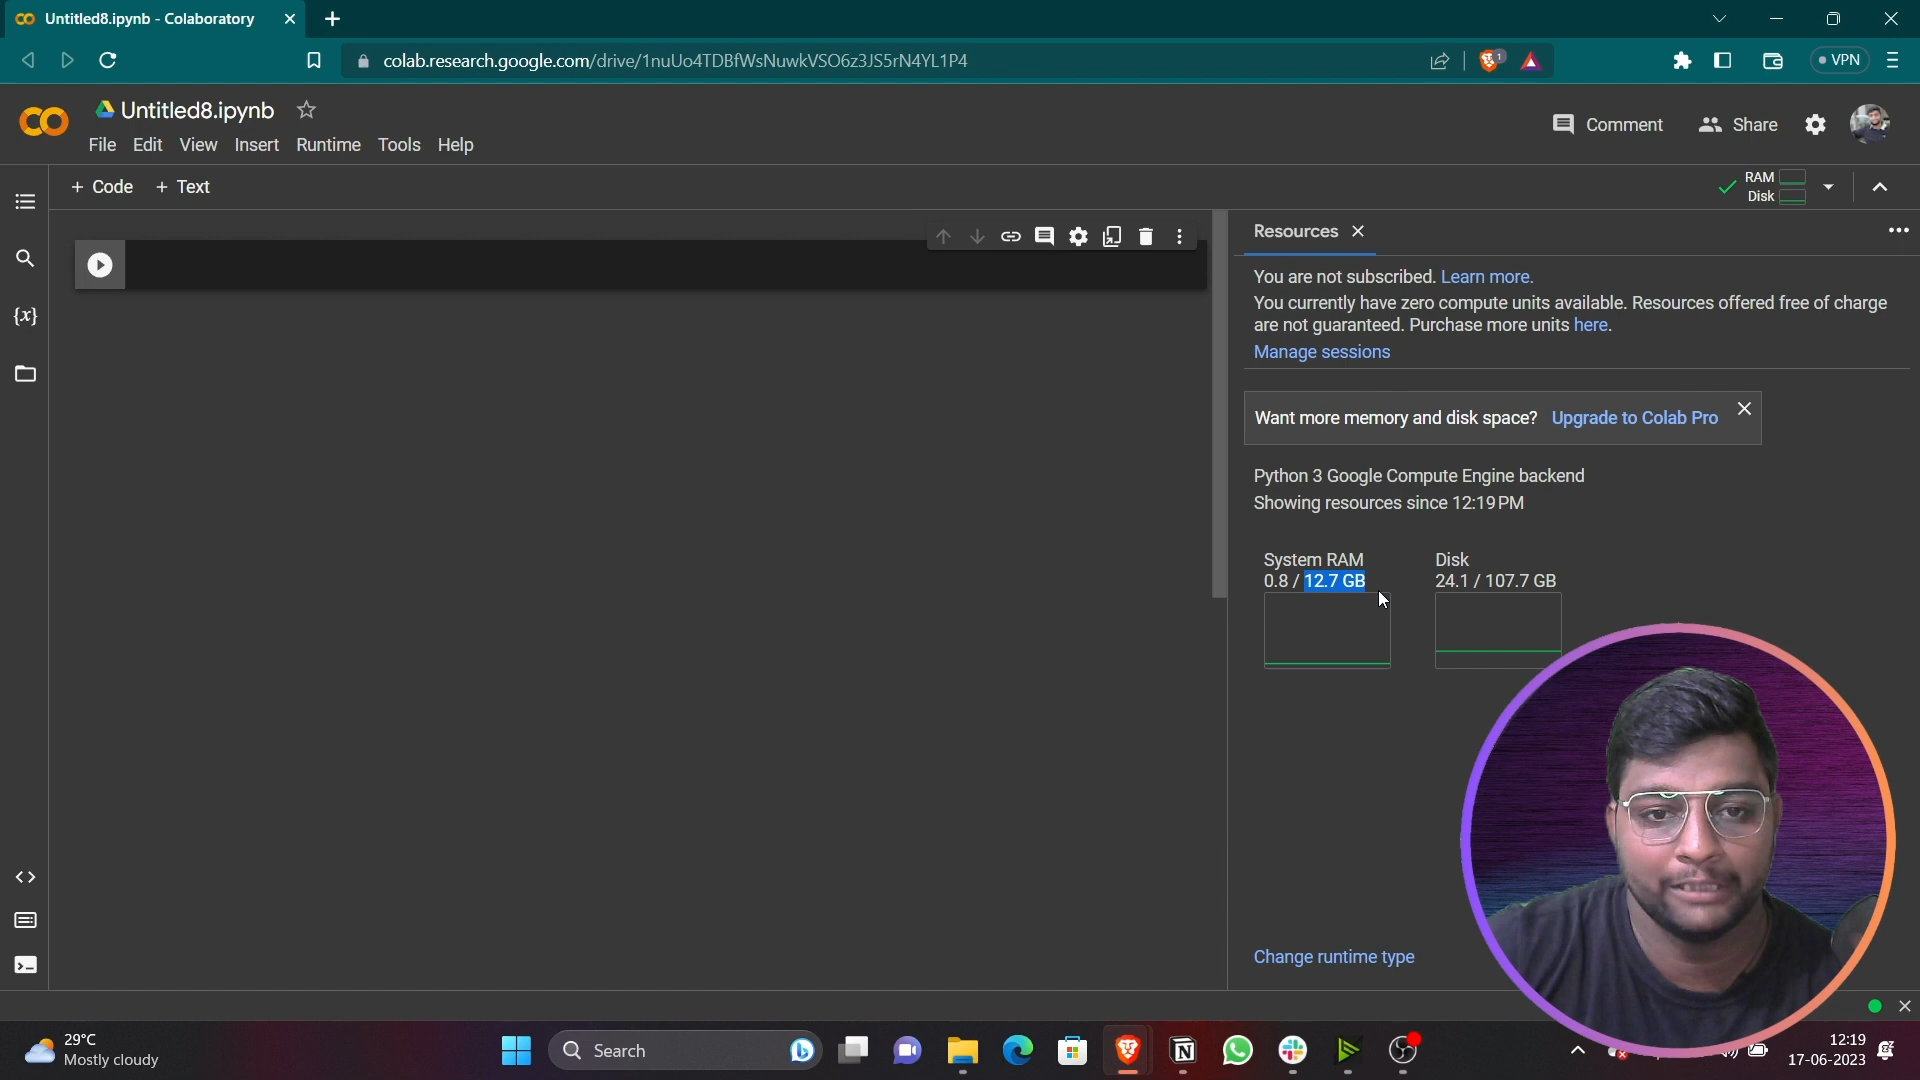 Untitled8.ipynb - Colaboratory
colab.research.google.com/drive/1nuUo4TDBfWsNuwkVSO6z3JS5rN4YL1P4
1
VPN
Untitled8.ipynb
File Edit View Insert Runtime Tools Help
Comment
Share
+ Code + Text
RAM
Disk
{x}
Resources
You are not subscribed. Learn more.
You currently have zero compute units available. Resources offered free of charge
are not guaranteed. Purchase more units here.
Manage sessions
Want more memory and disk space? Upgrade to Colab Pro
Python 3 Google Compute Engine backend
Showing resources since 12:19 PM
System RAM
0.8 / 12.7 GB
Disk
24.1 / 107.7 GB
Change runtime type
29°C
Mostly cloudy
Search
12:19
17-06-2023